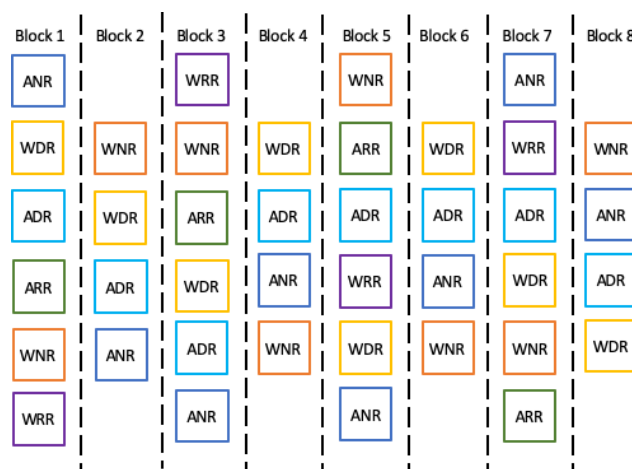 Block 1 Block 2 Block 3 Block 4 Block 5 Block 6 Block 7 Block 8
ANR WRR WNR ANR
WDR WNR WNR WDR ARR WDR WRR WNR
ADR WDR ARR ADR ADR ADR ADR ANR
ARR ADR WDR ANR WRR ANR WDR ADR
WNR ANR ADR WNR WDR WNR WNR WDR
WRR ANR ANR ARR